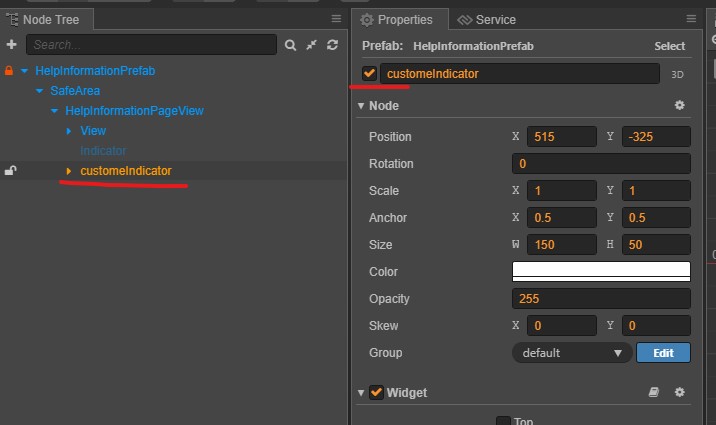 Node Tree
Search...
HelpInformationPrefab
SafeArea
HelpInformationPageView
View
Indicator
customeIndicator
Properties
Service
Prefab: HelpInformationPrefab Select
customeIndicator 3D
Node
Position X 515 Y -325
Rotation 0
Scale X 1 Y 1
Anchor X 0.5 Y 0.5
Size W 150 H 50
Color
Opacity 255
Skew X 0 Y 0
Group default Edit
Widget
Top